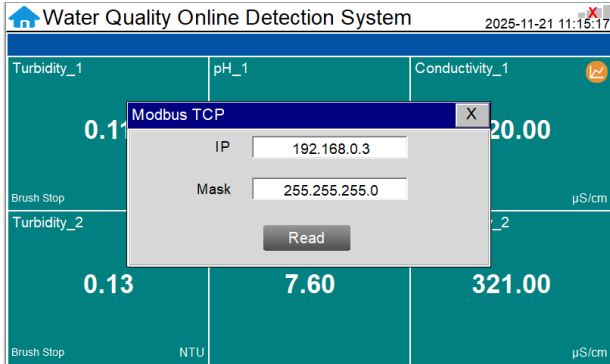 Water Quality Online Detection System
2025-11-21 11:15:17
Turbidity_1
pH_1
Conductivity_1
Modbus TCP
X
IP
192.168.0.3
Mask
255.255.255.0
Read
Brush Stop
µS/cm
Turbidity_2
_2
0.13
7.60
321.00
Brush Stop
NTU
µS/cm